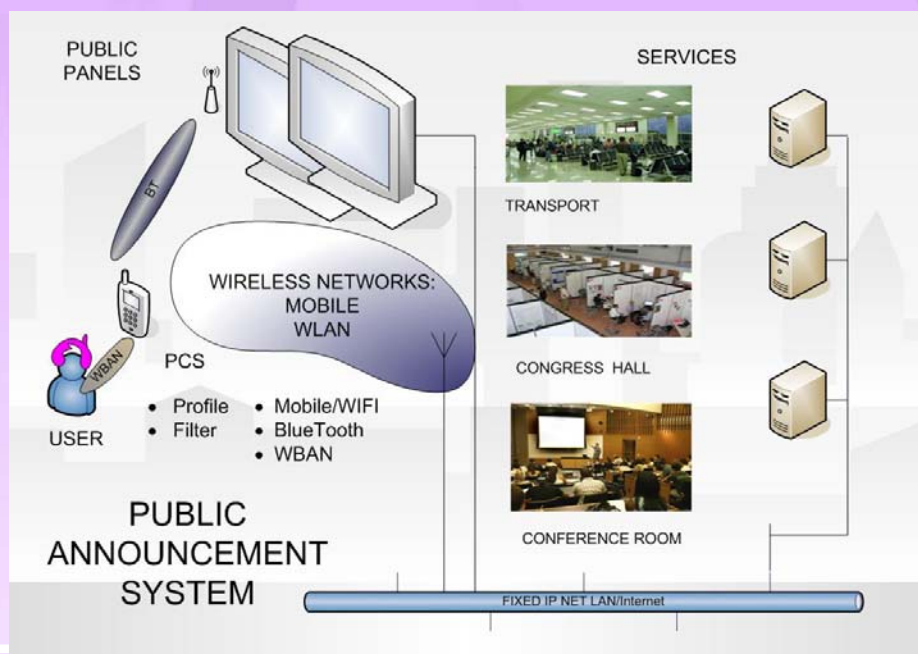 PUBLIC
PANELS
SERVICES
BT
TRANSPORT
WIRELESS NETWORKS:
MOBILE
WLAN
WBAN
PCS
CONGRESS HALL
• Profile
• Filter
• Mobile/WIFI
• BlueTooth
• WBAN
USER
PUBLIC
ANNOUNCEMENT
SYSTEM
CONFERENCE ROOM
FIXED IP NET LAN/Internet